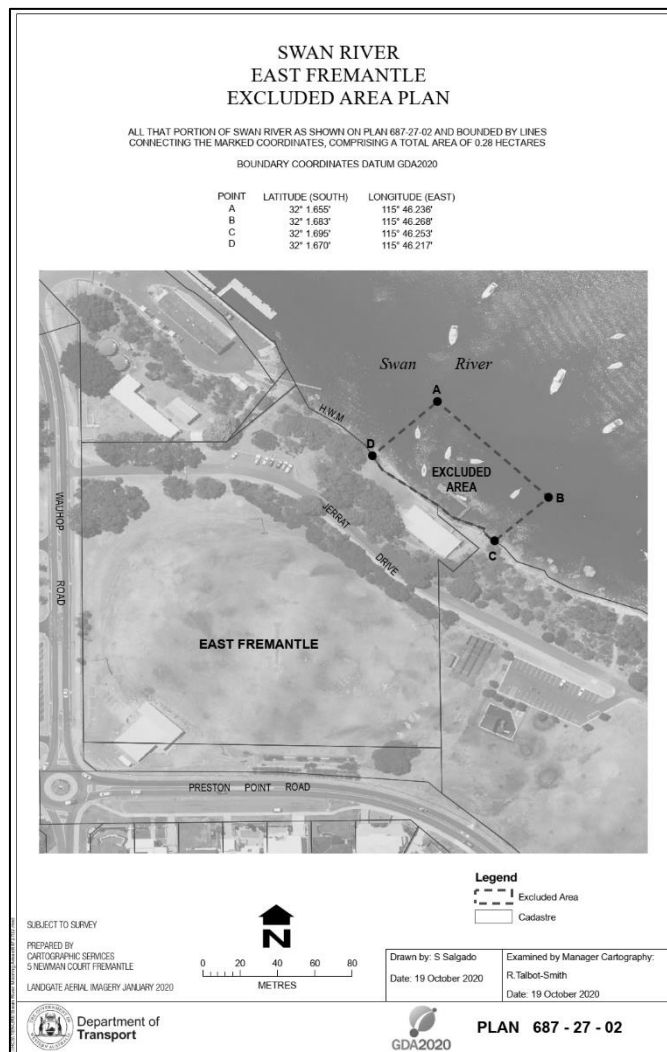 SWAN RIVER
EAST FREMANTLE
EXCLUDED AREA PLAN
ALL THAT PORTION OF SWAN RIVER AS SHOWN ON PLAN 687-27-02 AND BOUNDED BY LINES
CONNECTING THE MARKED COORDINATES, COMPRISING A TOTAL AREA OF 0.28 HECTARES
BOUNDARY COORDINATES DATUM GDA2020
POINT LATITUDE (SOUTH) LONGITUDE (EAST)
A 32° 1.655' 115° 46.236'
B 32° 1.683' 115° 46.268'
C 32° 1.695' 115° 46.253'
D 32° 1.670' 115° 46.217'
Swan River
A
H.W.M
D
EXCLUDED
AREA
B
C
WAUHOP ROAD
JERRAT DRIVE
EAST FREMANTLE
PRESTON POINT ROAD
Legend
Excluded Area
Cadastre
SUBJECT TO SURVEY
PREPARED BY
CARTOGRAPHIC SERVICES
5 NEWMAN COURT FREMANTLE
LANDGATE AERIAL IMAGERY JANUARY 2020
N
0 20 40 60 80
METRES
Drawn by: S Salgado
Date: 19 October 2020
Examined by Manager Cartography:
R.Talbot-Smith
Date: 19 October 2020
Department of
Transport
GDA2020
PLAN 687 - 27 - 02